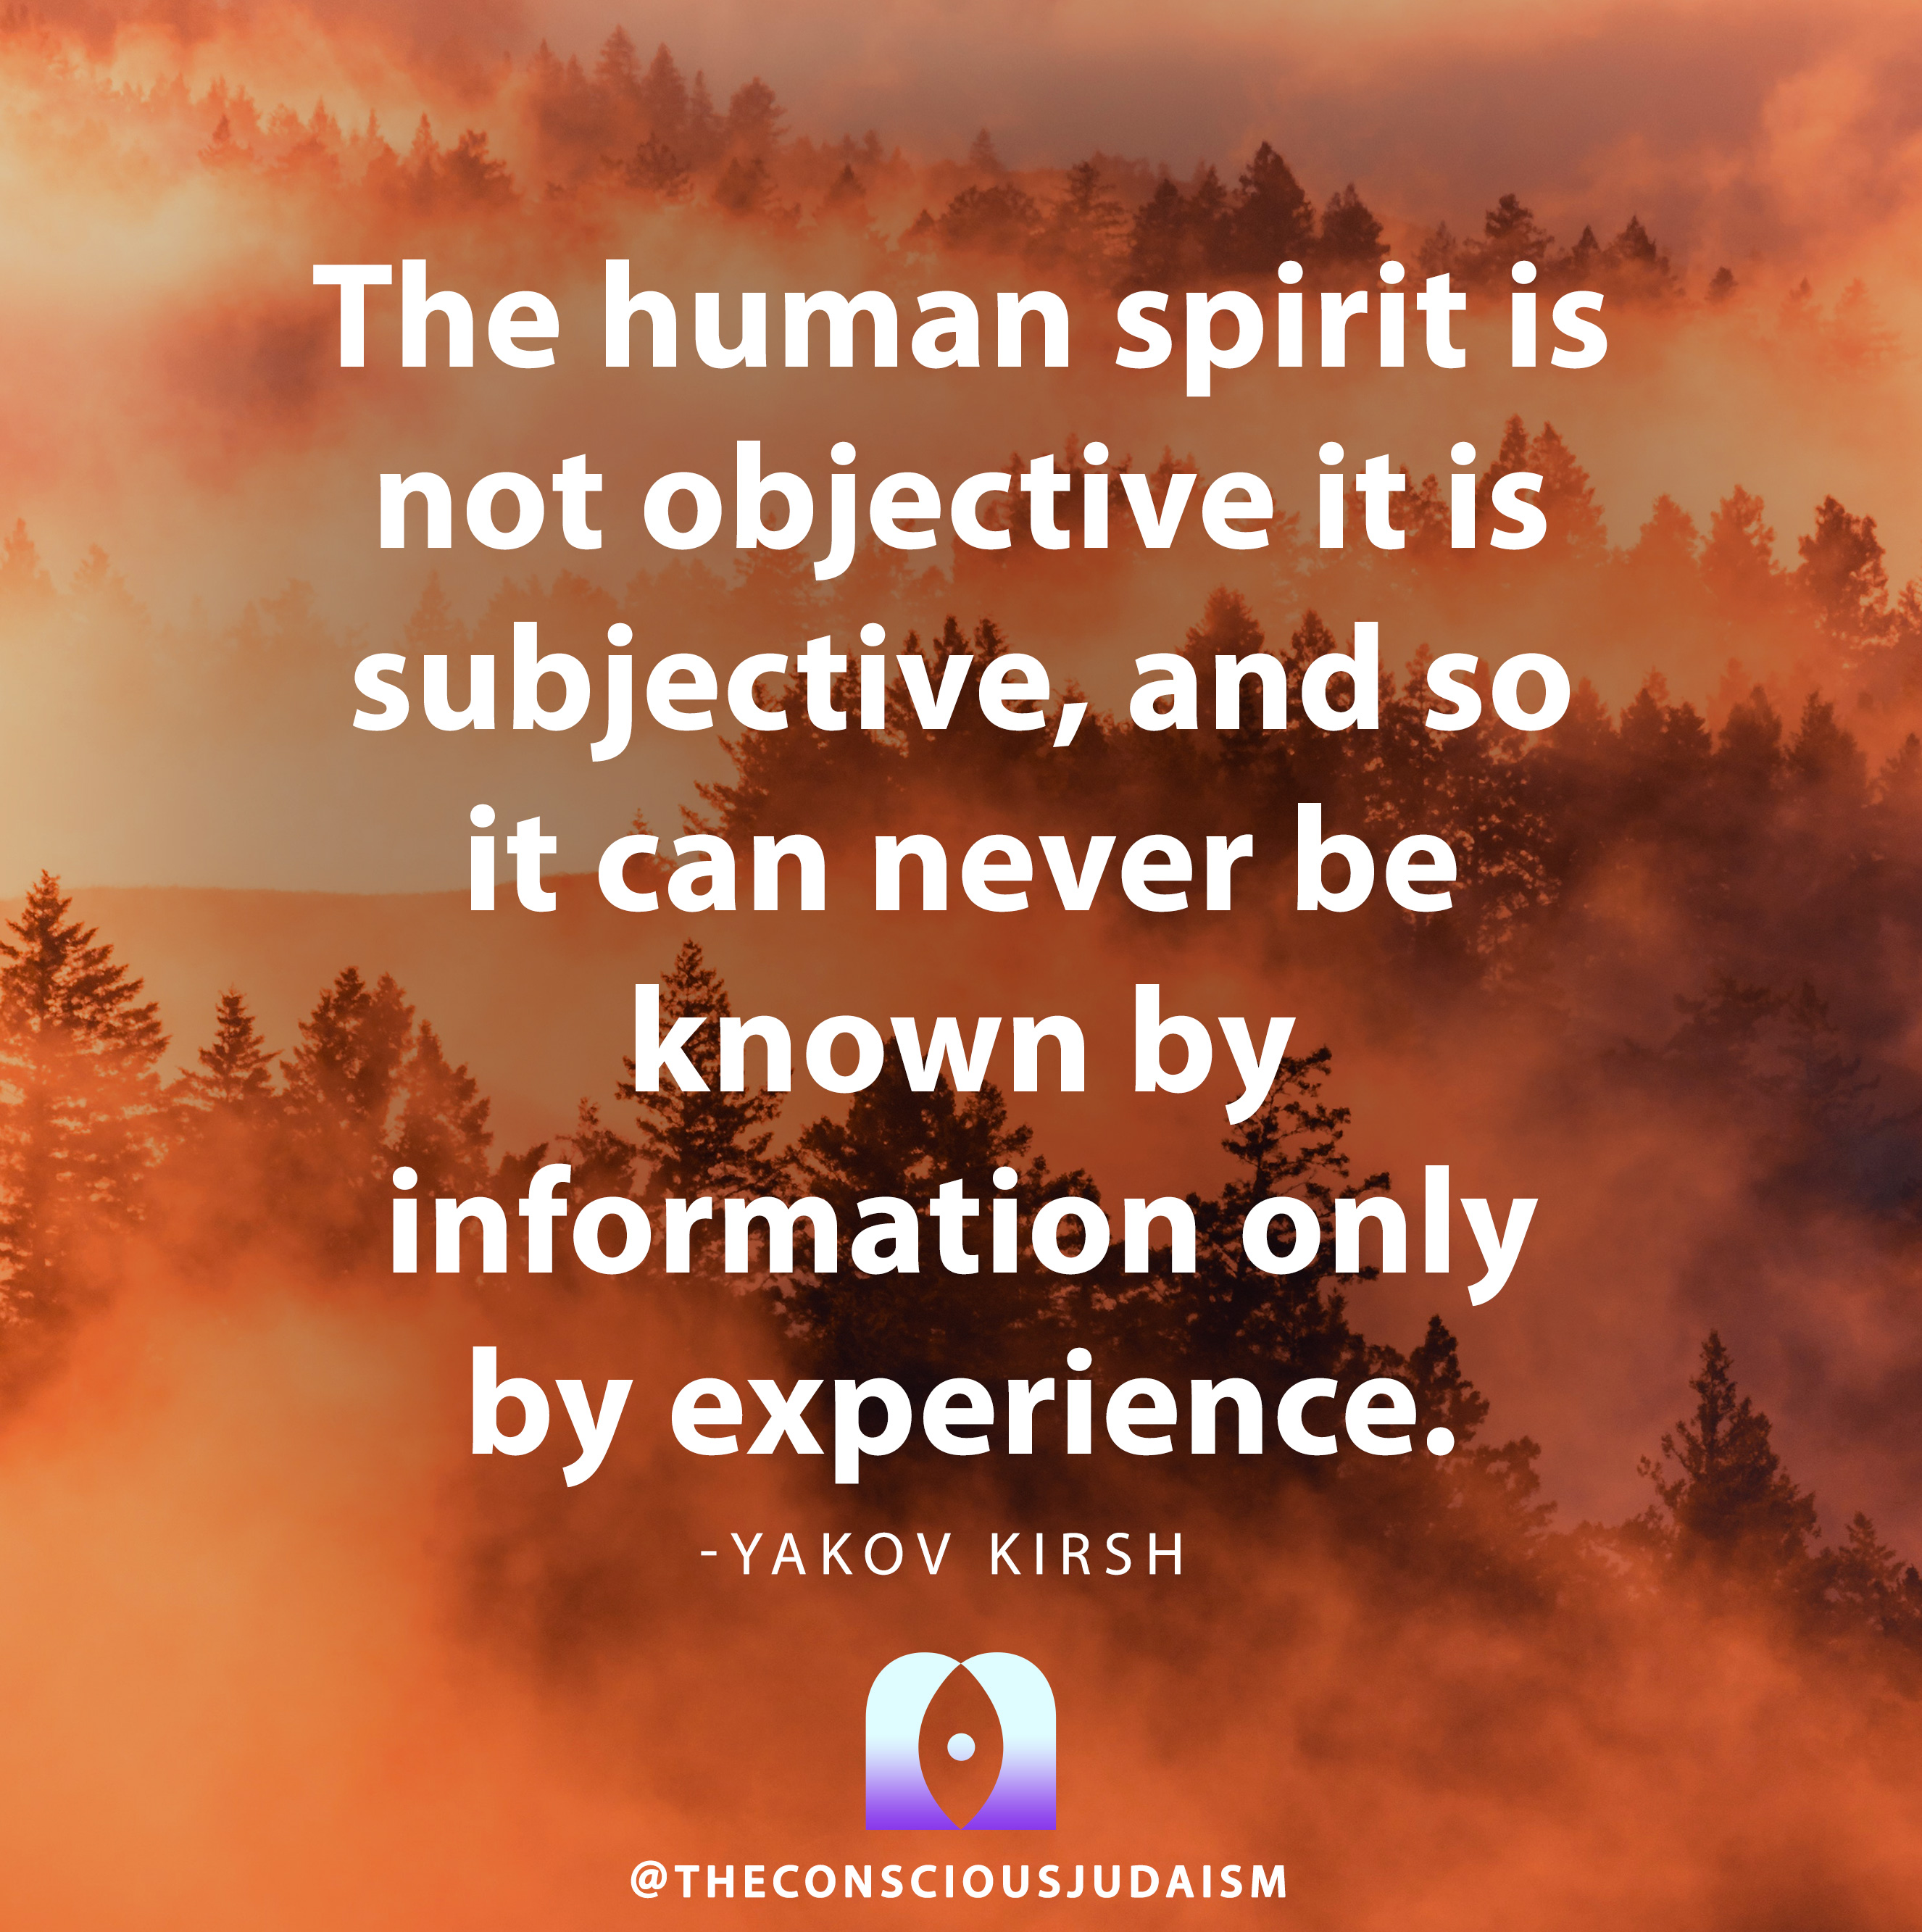 The human spirit is
not objective it is
subjective, and so
it can never be
known by
information only
by experience.
-YAKOV KIRSH
@THECONSCIOUSJUDAISM